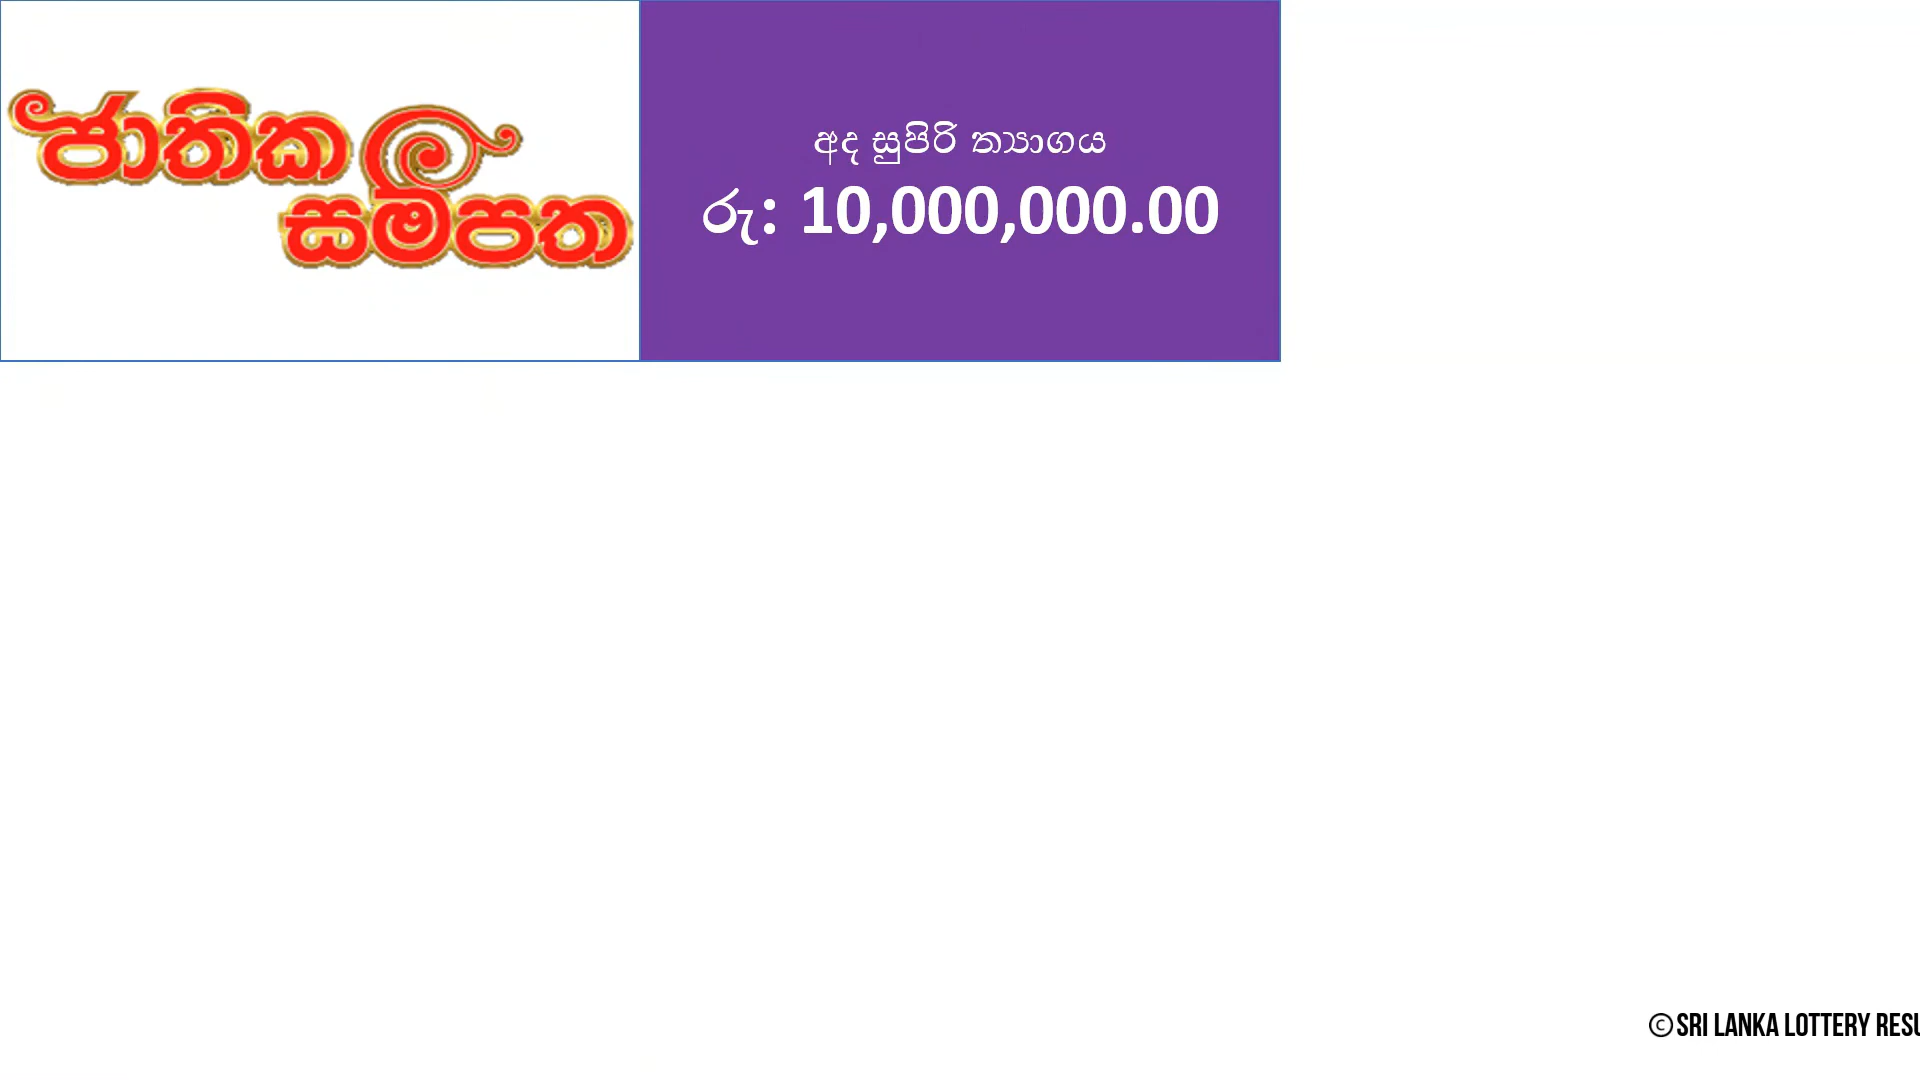 ජාතික
සම්පත
අද සුපිරි ත්‍යාගය
රු: 10,000,000.00
©SRI LANKA LOTTERY RESU